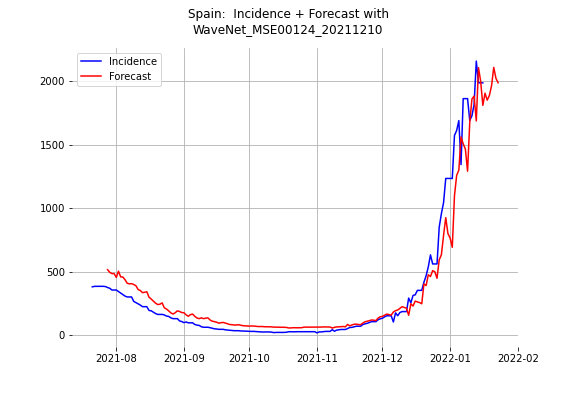 Spain:  Incidence + Forecast with
WaveNet_MSE00124_20211210
Incidence
Forecast
2000
1500
1000
500
0
2021-08 2021-09 2021-10 2021-11 2021-12 2022-01 2022-02